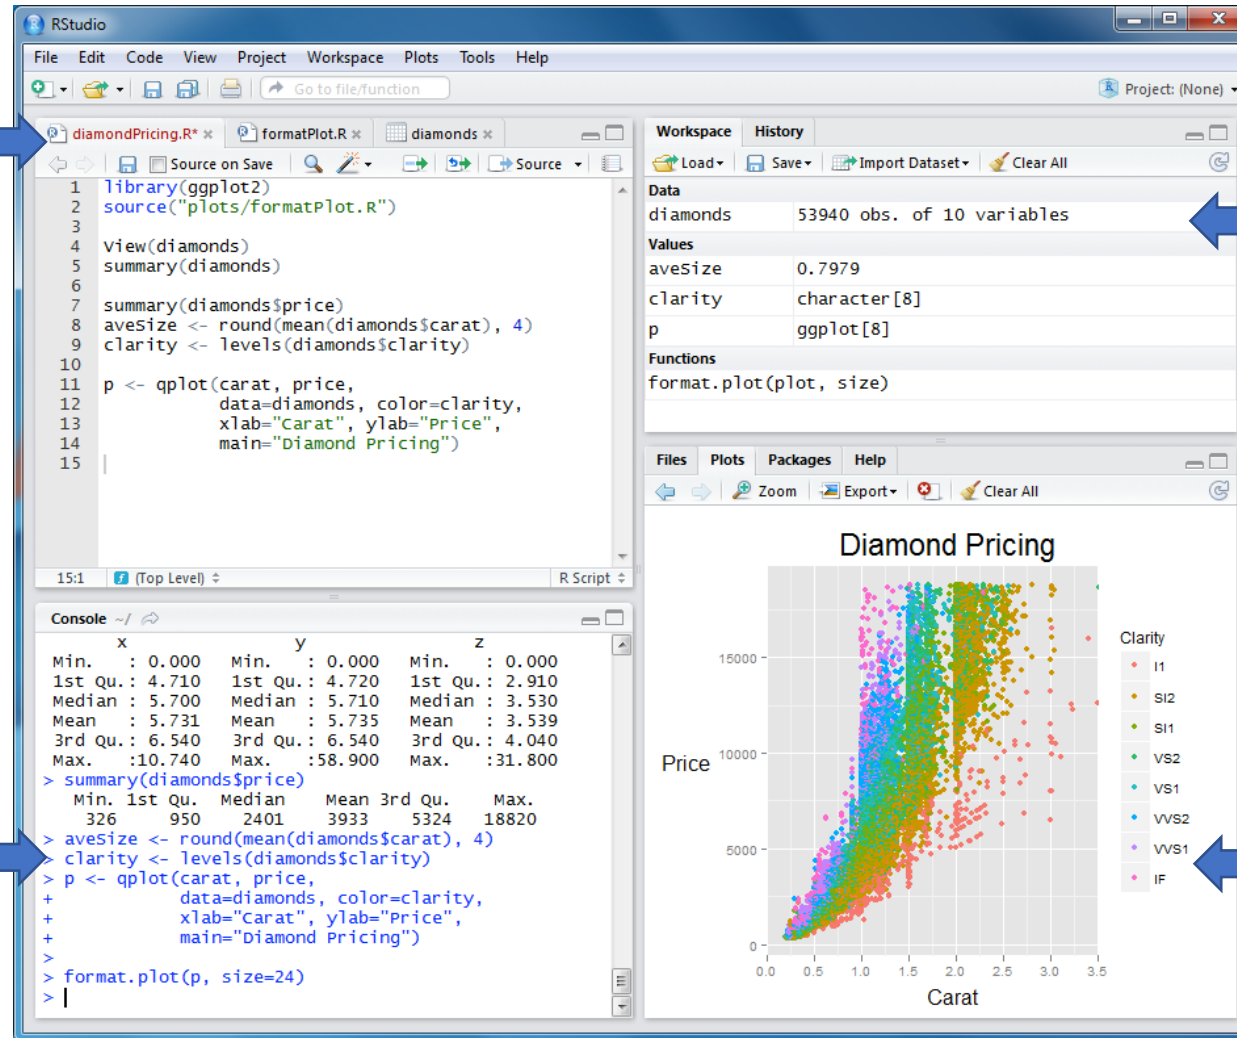 RStudio
File Edit Code View Project Workspace Plots Tools Help
Go to file/function
Project: (None)
diamondPricing.R* formatPlot.R diamonds
Source on Save Source
1 library(ggplot2)
2 source("plots/formatPlot.R")
3
4 View(diamonds)
5 summary(diamonds)
6
7 summary(diamonds$price)
8 aveSize <- round(mean(diamonds$carat), 4)
9 clarity <- levels(diamonds$clarity)
10
11 p <- qplot(carat, price,
12 data=diamonds, color=clarity,
13 xlab="Carat", ylab="Price",
14 main="Diamond Pricing")
15
15:1 (Top Level) R Script
Console ~/
x y z
Min. : 0.000 Min. : 0.000 Min. : 0.000
1st Qu.: 4.710 1st Qu.: 4.720 1st Qu.: 2.910
Median : 5.700 Median : 5.710 Median : 3.530
Mean : 5.731 Mean : 5.735 Mean : 3.539
3rd Qu.: 6.540 3rd Qu.: 6.540 3rd Qu.: 4.040
Max. :10.740 Max. :58.900 Max. :31.800
> summary(diamonds$price)
Min. 1st Qu. Median Mean 3rd Qu. Max.
326 950 2401 3933 5324 18820
> aveSize <- round(mean(diamonds$carat), 4)
> clarity <- levels(diamonds$clarity)
> p <- qplot(carat, price,
+ data=diamonds, color=clarity,
+ xlab="Carat", ylab="Price",
+ main="Diamond Pricing")
>
> format.plot(p, size=24)
>
Workspace History
Load Save Import Dataset Clear All
Data
diamonds 53940 obs. of 10 variables
Values
aveSize 0.7979
clarity character[8]
p ggplot[8]
Functions
format.plot(plot, size)
Files Plots Packages Help
Zoom Export Clear All
Diamond Pricing
Price
15000
10000
5000
0
0.0 0.5 1.0 1.5 2.0 2.5 3.0 3.5
Carat
Clarity
I1
SI2
SI1
VS2
VS1
VVS2
VVS1
IF